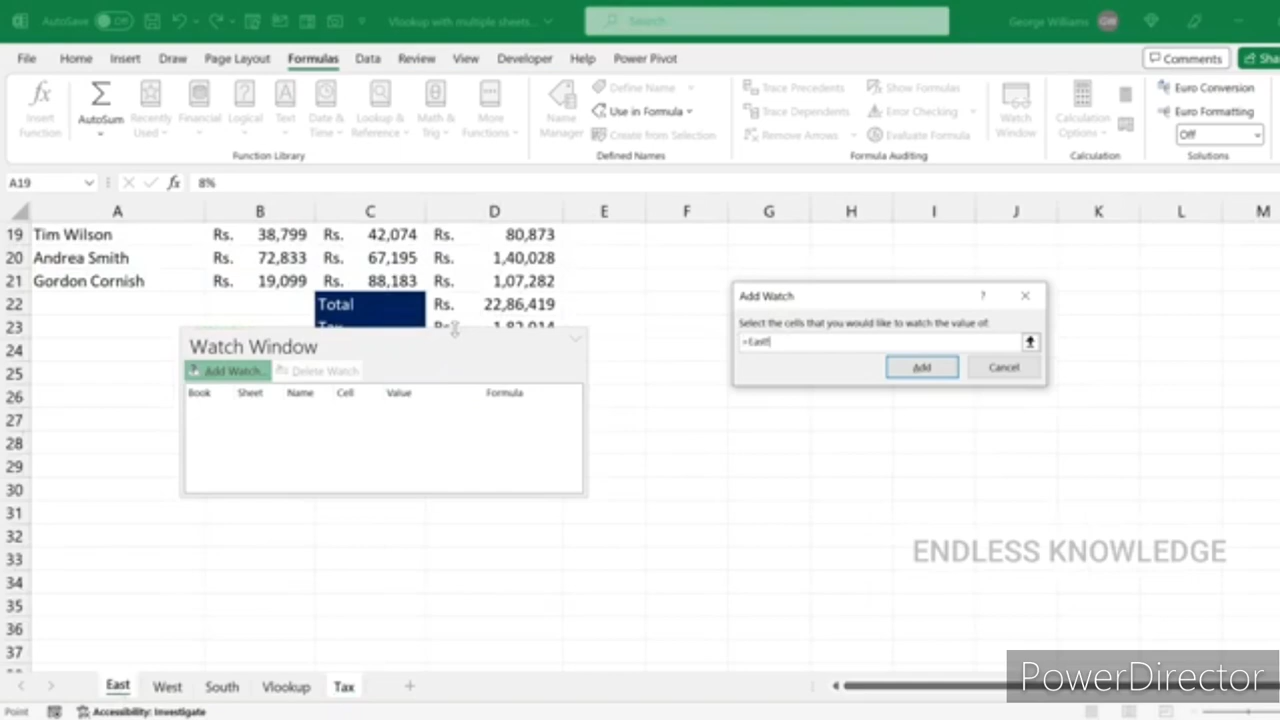 AutoSave Off Vlookup with multiple sheets... Search George Williams GW
File Home Insert Draw Page Layout Formulas Data Review View Developer Help Power Pivot Comments Sha
Insert Function
AutoSum
Recently Used
Financial
Logical
Text
Date & Time
Lookup & Reference
Math & Trig
More Functions
Function Library
Name Manager
Define Name
Use in Formula
Create from Selection
Defined Names
Trace Precedents
Trace Dependents
Remove Arrows
Show Formulas
Error Checking
Evaluate Formula
Formula Auditing
Watch Window
Calculation Options
Calculation
Euro Conversion
Euro Formatting
Off
Solutions
A19 fx 8%
A B C D E F G H I J K L M
19 Tim Wilson Rs. 38,799 Rs. 42,074 Rs. 80,873
20 Andrea Smith Rs. 72,833 Rs. 67,195 Rs. 1,40,028
21 Gordon Cornish Rs. 19,099 Rs. 88,183 Rs. 1,07,282
22 Total Rs. 22,86,419
23 Tax Rs. 1,82,914
24
25
26
27
28
29
30
31
32
33
34
35
36
37
Watch Window
Add Watch... Delete Watch
Book Sheet Name Cell Value Formula
Add Watch ?
Select the cells that you would like to watch the value of:
=East!
Add Cancel
ENDLESS KNOWLEDGE
East West South Vlookup Tax
PowerDirector
Point Accessibility: Investigate